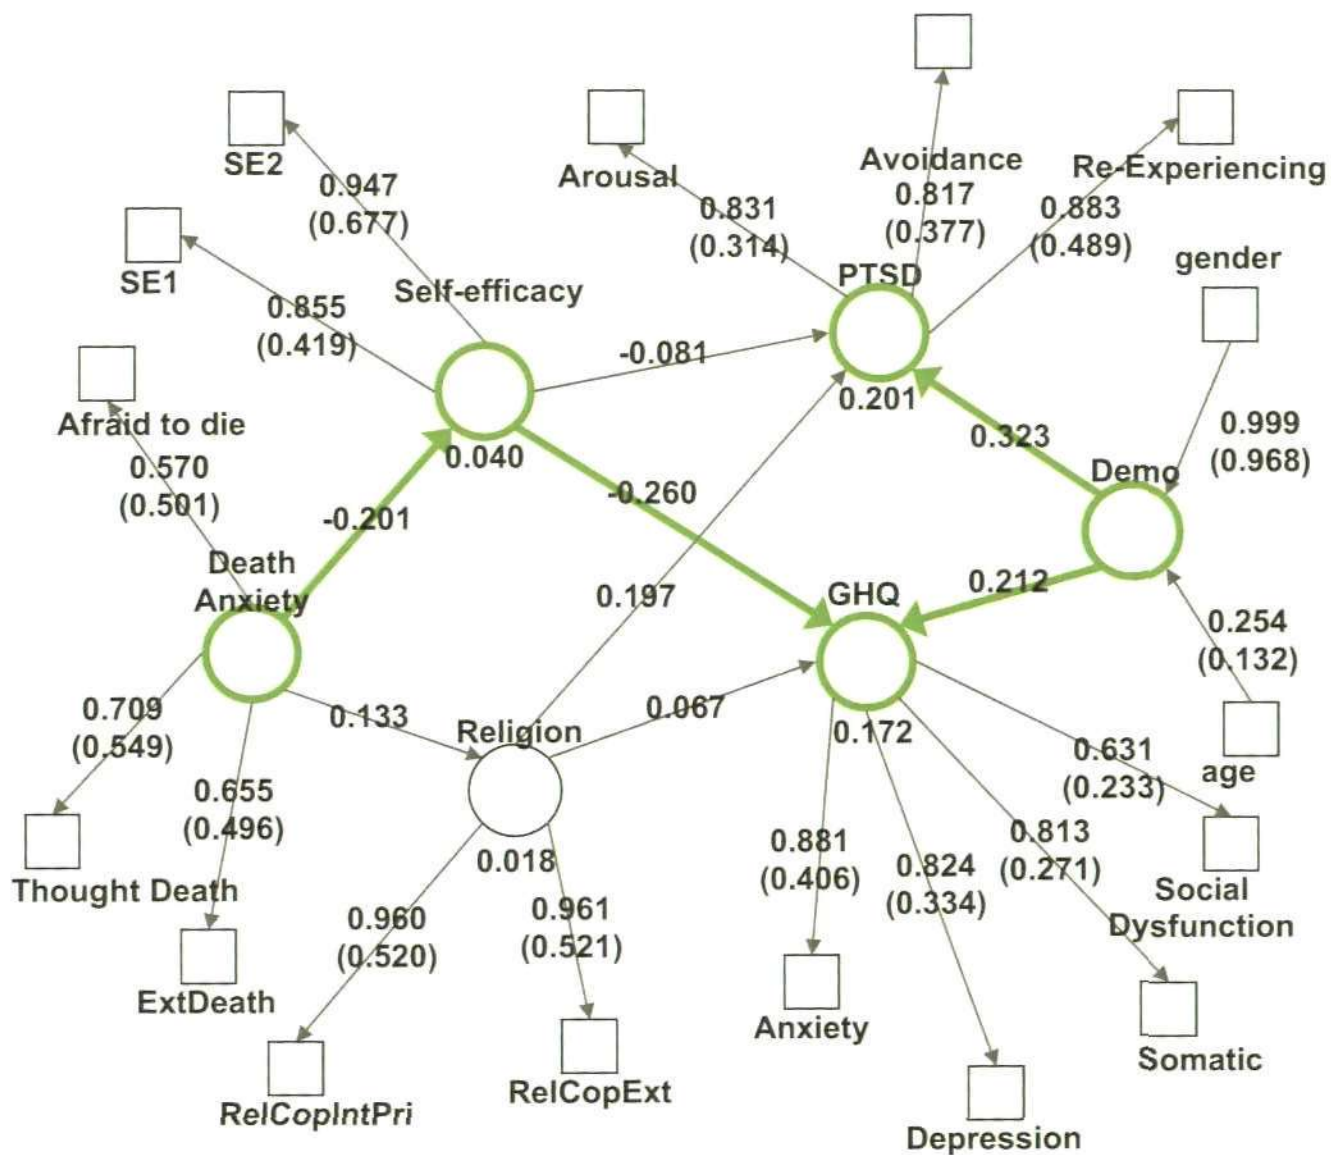 SE2
0.947
(0.677)
SE1
0.855
(0.419)
Self-efficacy
0.040
Arousal
0.831
(0.314)
Avoidance
0.817
(0.377)
Re-Experiencing
0.883
(0.489)
PTSD
0.201
gender
0.999
(0.968)
-0.081
0.323
Demo
Afraid to die
0.570
(0.501)
-0.201
-0.260
Death
Anxiety
0.197
GHQ
0.212
0.254
(0.132)
age
0.709
(0.549)
0.133
Religion
0.067
0.172
0.631
(0.233)
Social
Dysfunction
0.655
(0.496)
Thought Death
ExtDeath
0.018
0.960
(0.520)
0.961
(0.521)
RelCopIntPri
RelCopExt
0.881
(0.406)
0.824
(0.334)
0.813
(0.271)
Anxiety
Somatic
Depression